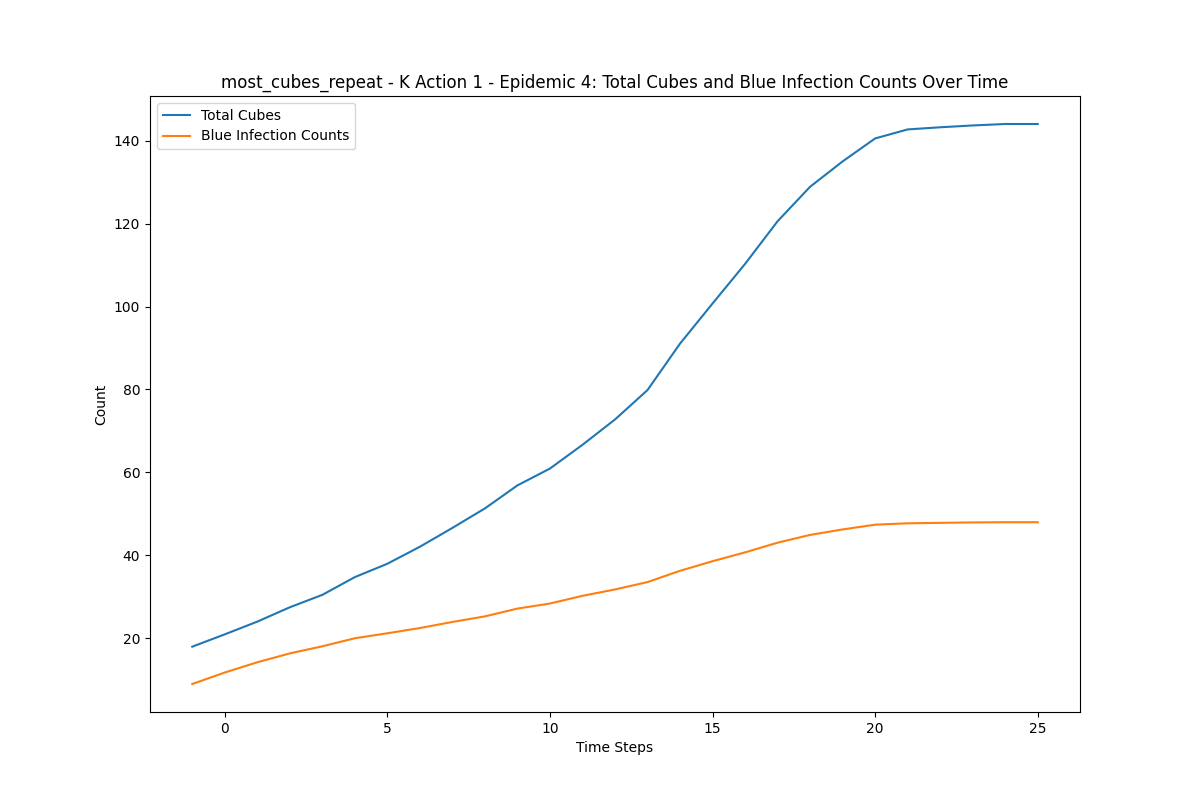 most_cubes_repeat - K Action 1 - Epidemic 4: Total Cubes and Blue Infection Counts Over Time
Total Cubes
Blue Infection Counts
140
120
100
80
60
40
20
Count
0 5 10 15 20 25
Time Steps